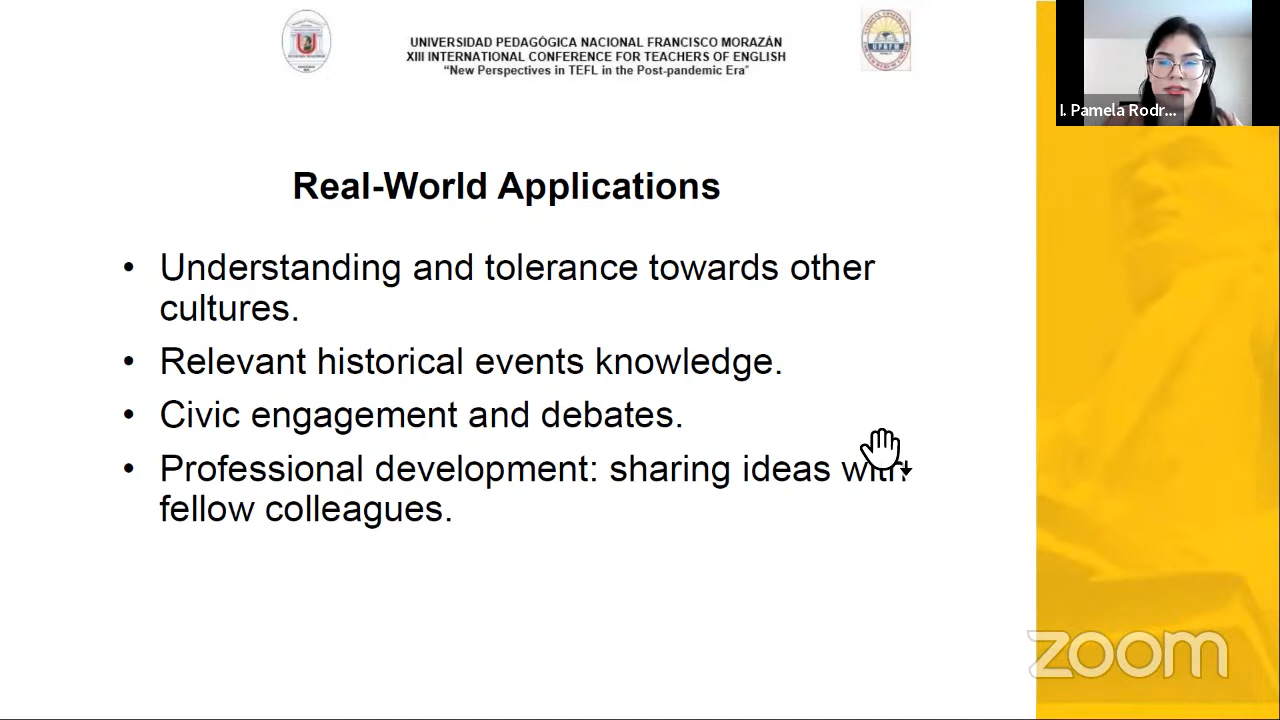 UNIVERSIDAD PEDAGÓGICA NACIONAL FRANCISCO MORAZÁN
XIII INTERNATIONAL CONFERENCE FOR TEACHERS OF ENGLISH
“New Perspectives in TEFL in the Post-pandemic Era”
I. Pamela Rodr...
Real-World Applications
• Understanding and tolerance towards other
cultures.
• Relevant historical events knowledge.
• Civic engagement and debates.
• Professional development: sharing ideas with
fellow colleagues.
zoom